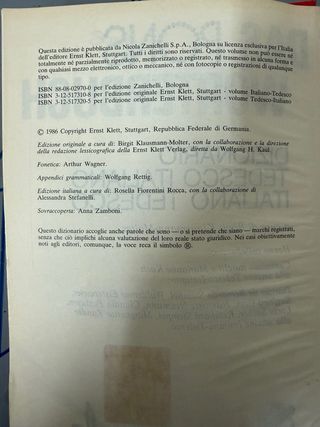 Questa edizione è pubblicata da Nicola Zanichelli S.p.A., Bologna su licenza esclusiva per l'Italia
dell'editore Ernst Klett, Stuttgart. Tutti i diritti sono riservati. Questo volume non può essere né
totalmente né parzialmente riprodotto, memorizzato o registrato, né trasmesso in alcuna forma e
con qualsiasi mezzo elettronico, ottico o meccanico, né con fotocopie o registrazioni di qualunque
tipo.
ISBN 88-08-02970-0 per l'edizione Zanichelli, Bologna
ISBN 3-12-517310-8 per l'edizione originale Ernst Klett, Stuttgart - volume Italiano-Tedesco
ISBN 3-12-517320-5 per l'edizione originale Ernst Klett, Stuttgart - volume Tedesco-Italiano
© 1986 Copyright Ernst Klett, Stuttgart, Repubblica Federale di Germania.
Edizione originale a cura di: Birgit Klausmann-Molter, con la collaborazione e la direzione
della redazione lessicografica della Ernst Klett Verlag, diretta da Wolfgang H. Kaul.
Fonetica: Arthur Wagner.
Appendici grammaticali: Wolfgang Rettig.
Edizione italiana a cura di: Rosella Fiorentini Rocca, con la collaborazione di
Alessandra Stefanelli.
Sovraccoperta: Anna Zamboni.
Questo dizionario accoglie anche parole che sono — o si pretende che siano — marchi registrati,
senza che ciò implichi alcuna valutazione del loro reale stato giuridico. Nei casi obiettivamente
noti agli editori, comunque, la voce reca il simbolo ®.